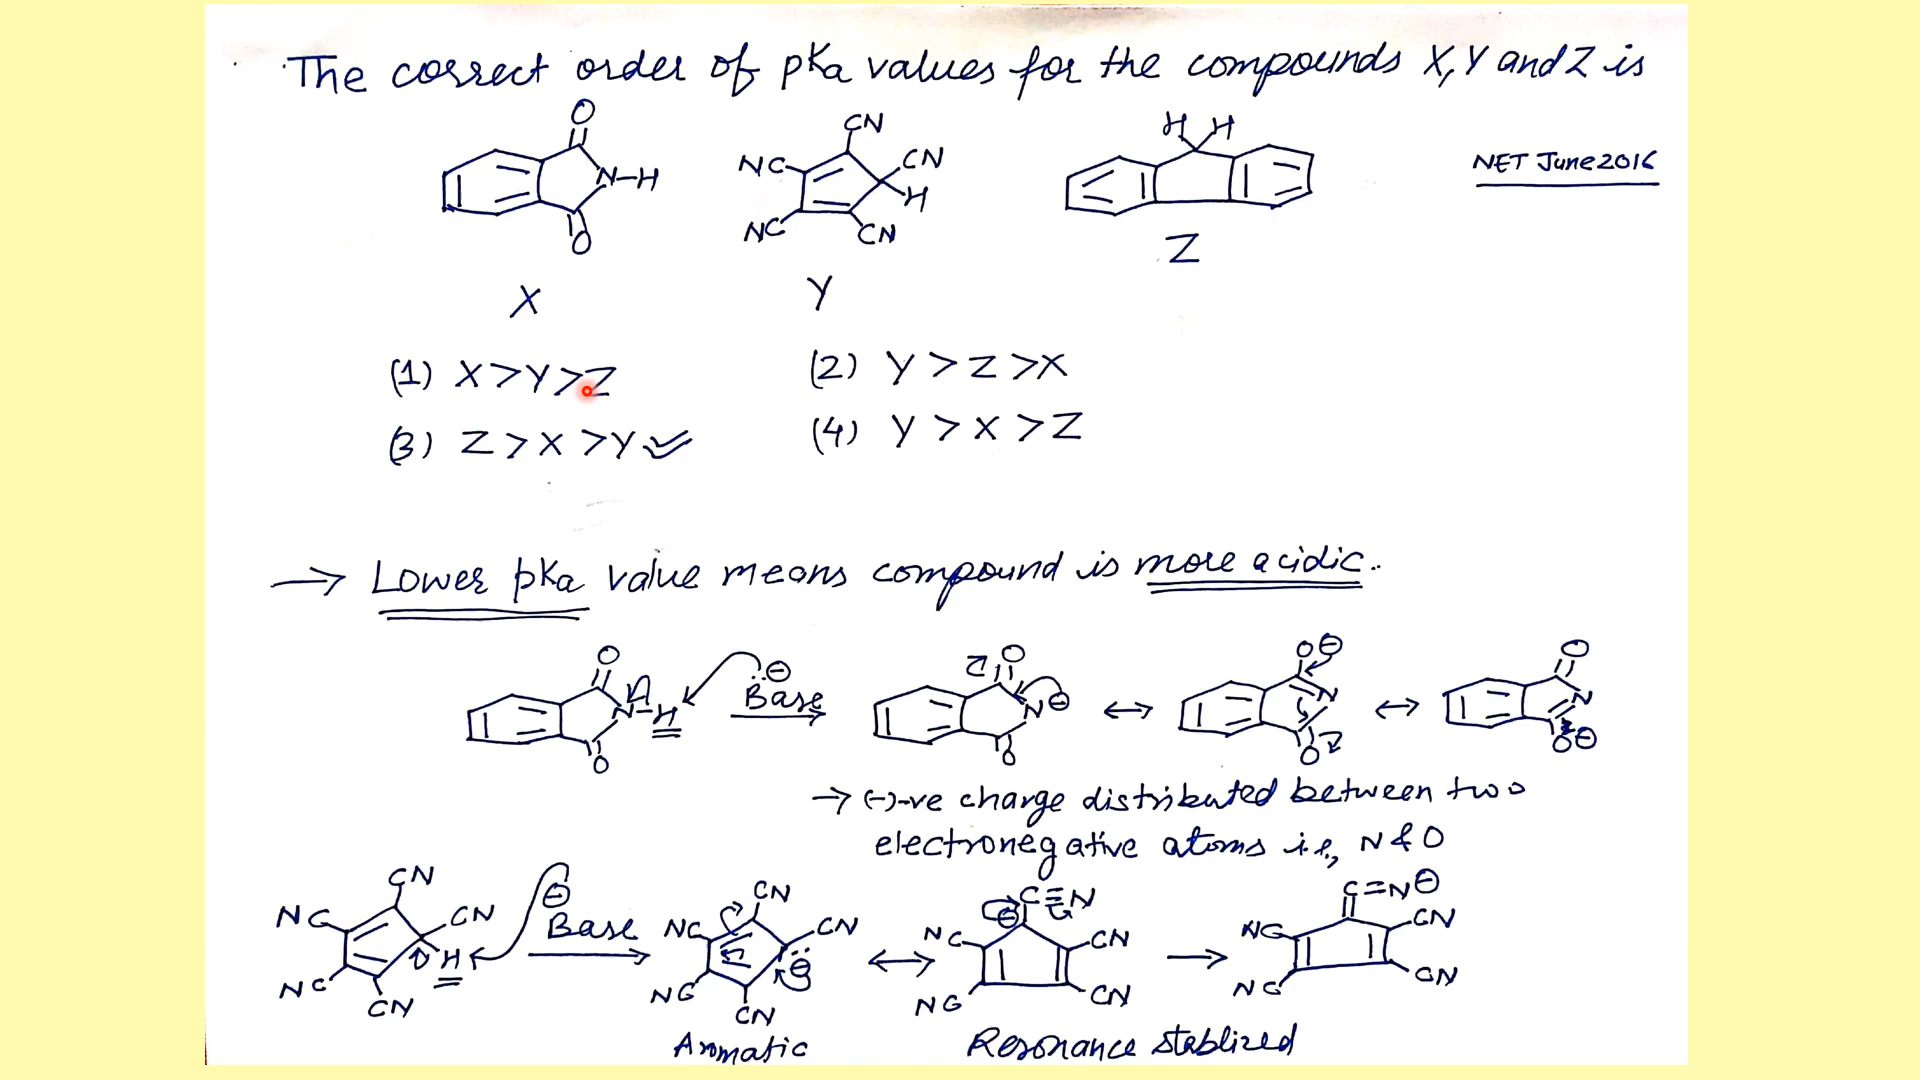 The correct order of pKa values for the compounds X, Y and Z is
NET June 2016
O
N-H
O
X
CN
NC
CN
H
NC
CN
Y
H H
Z
(1) X>Y>Z
(2) Y>Z>X
(3) Z>X>Y
(4) Y>X>Z
→ Lower pKa value means compound is more acidic.
O
N-H
O
⊖
Base
O
N⊖
O
O⊖
N
O
O
N
O⊖
→ (-)-ve charge distributed between two
electronegative atoms i.e., N & O
CN
NC
CN
H
NC
CN
⊖
Base
CN
NC
CN
⊖
NC
CN
Aromatic
C≡N
⊖
NC
CN
NC
CN
C=N⊖
NC
CN
NC
CN
Resonance stablized